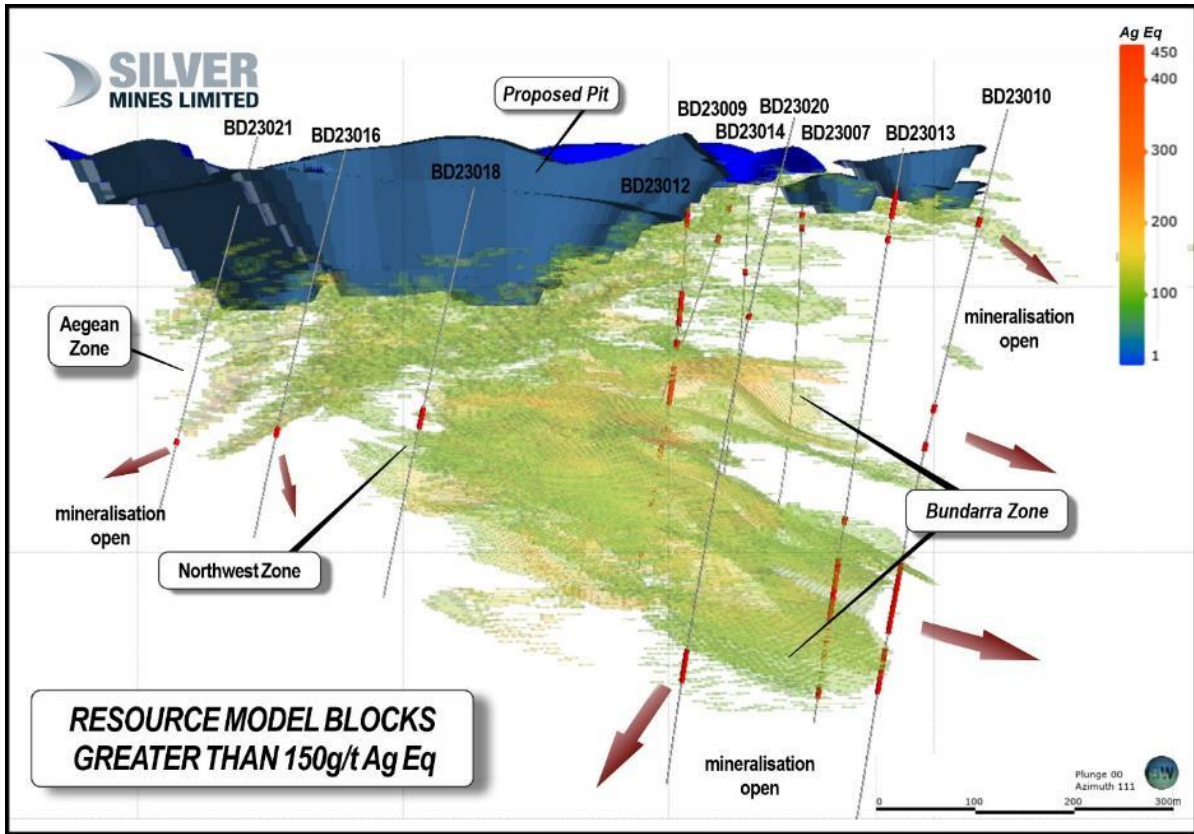 SILVER
MINES LIMITED
Ag Eq
450
400
300
200
100
1
Proposed Pit
BD23021
BD23016
BD23018
BD23012
BD23009
BD23014
BD23020
BD23007
BD23013
BD23010
Aegean
Zone
mineralisation
open
Northwest Zone
mineralisation
open
Bundarra Zone
mineralisation
open
RESOURCE MODEL BLOCKS
GREATER THAN 150g/t Ag Eq
Plunge 00
Azimuth 111
0 100 200 300m